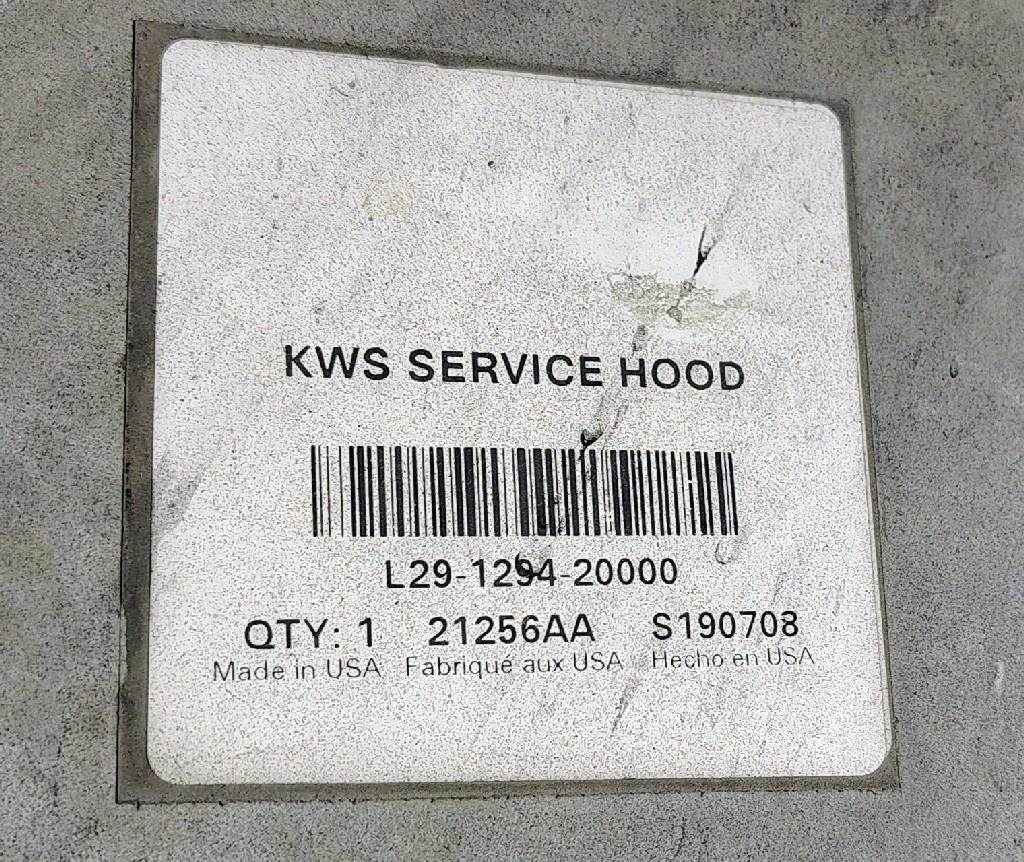 KWS SERVICE HOOD
L29-1294-20000
QTY: 1 21256AA S190708
Made in USA Fabriqué aux USA Hecho en USA